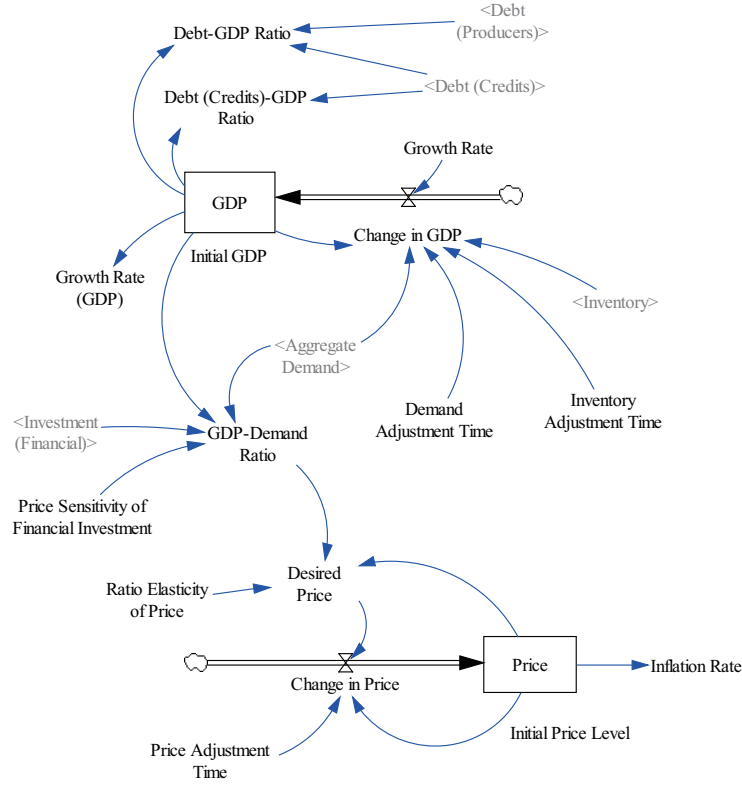 <Debt
(Producers)>
Debt-GDP Ratio
<Debt (Credits)>
Debt (Credits)-GDP
Ratio
Growth Rate
GDP
Initial GDP
Change in GDP
Growth Rate
(GDP)
<Inventory>
<Aggregate
Demand>
Demand
Adjustment Time
Inventory
Adjustment Time
<Investment
(Financial)>
GDP-Demand
Ratio
Price Sensitivity of
Financial Investment
Desired
Price
Ratio Elasticity
of Price
Price
Inflation Rate
Change in Price
Initial Price Level
Price Adjustment
Time